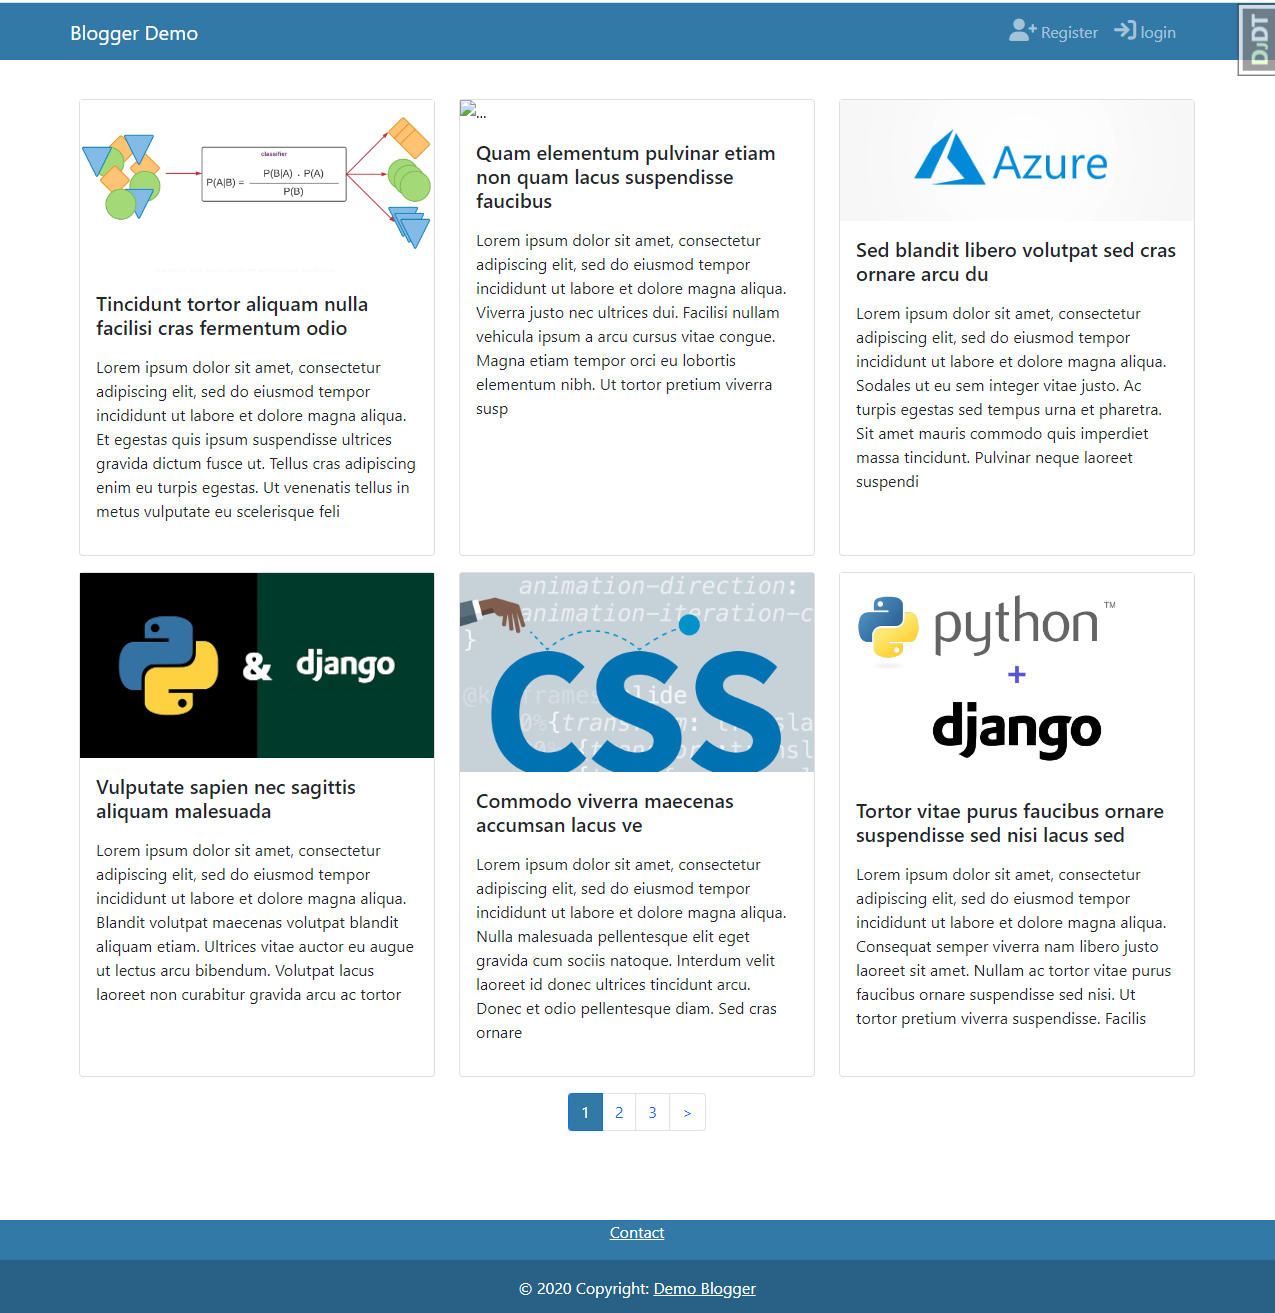 Blogger Demo
Register
login
DjDT
classifier
P(A|B) =
P(B|A) . P(A)
P(B)
Tincidunt tortor aliquam nulla
facilisi cras fermentum odio
Lorem ipsum dolor sit amet, consectetur
adipiscing elit, sed do eiusmod tempor
incididunt ut labore et dolore magna aliqua.
Et egestas quis ipsum suspendisse ultrices
gravida dictum fusce ut. Tellus cras adipiscing
enim eu turpis egestas. Ut venenatis tellus in
metus vulputate eu scelerisque feli
...
Quam elementum pulvinar etiam
non quam lacus suspendisse
faucibus
Lorem ipsum dolor sit amet, consectetur
adipiscing elit, sed do eiusmod tempor
incididunt ut labore et dolore magna aliqua.
Viverra justo nec ultrices dui. Facilisi nullam
vehicula ipsum a arcu cursus vitae congue.
Magna etiam tempor orci eu lobortis
elementum nibh. Ut tortor pretium viverra
susp
Azure
Sed blandit libero volutpat sed cras
ornare arcu du
Lorem ipsum dolor sit amet, consectetur
adipiscing elit, sed do eiusmod tempor
incididunt ut labore et dolore magna aliqua.
Sodales ut eu sem integer vitae justo. Ac
turpis egestas sed tempus urna et pharetra.
Sit amet mauris commodo quis imperdiet
massa tincidunt. Pulvinar neque laoreet
suspendi
& django
Vulputate sapien nec sagittis
aliquam malesuada
Lorem ipsum dolor sit amet, consectetur
adipiscing elit, sed do eiusmod tempor
incididunt ut labore et dolore magna aliqua.
Blandit volutpat maecenas volutpat blandit
aliquam etiam. Ultrices vitae auctor eu augue
ut lectus arcu bibendum. Volutpat lacus
laoreet non curabitur gravida arcu ac tortor
animation-direction:
animation-iteration-c
}
css
Commodo viverra maecenas
accumsan lacus ve
Lorem ipsum dolor sit amet, consectetur
adipiscing elit, sed do eiusmod tempor
incididunt ut labore et dolore magna aliqua.
Nulla malesuada pellentesque elit eget
gravida cum sociis natoque. Interdum velit
laoreet id donec ultrices tincidunt arcu.
Donec et odio pellentesque diam. Sed cras
ornare
python™
+
django
Tortor vitae purus faucibus ornare
suspendisse sed nisi lacus sed
Lorem ipsum dolor sit amet, consectetur
adipiscing elit, sed do eiusmod tempor
incididunt ut labore et dolore magna aliqua.
Consequat semper viverra nam libero justo
laoreet sit amet. Nullam ac tortor vitae purus
faucibus ornare suspendisse sed nisi. Ut
tortor pretium viverra suspendisse. Facilis
1 2 3 >
Contact
© 2020 Copyright: Demo Blogger